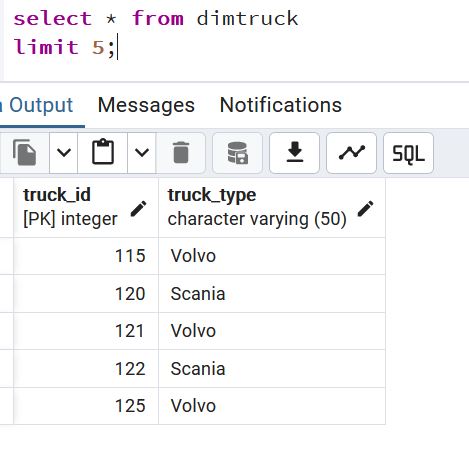 select * from dimtruck
limit 5;
Output Messages Notifications
SQL
truck_id truck_type
[PK] integer character varying (50)
115 Volvo
120 Scania
121 Volvo
122 Scania
125 Volvo